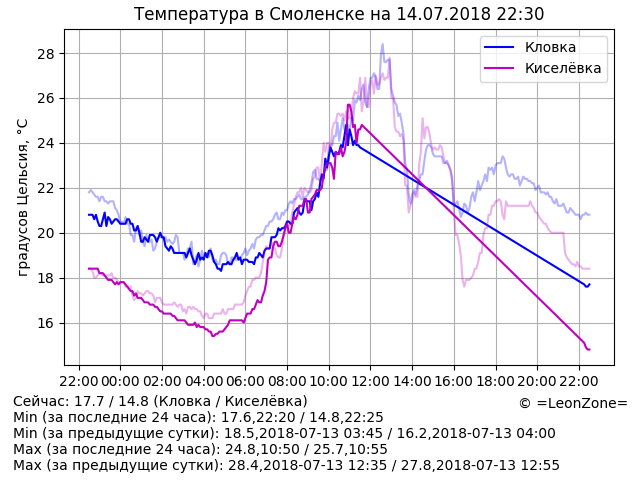 Температура в Смоленске на 14.07.2018 22:30
Кловка
Киселёвка
градусов Цельсия, °C
28
26
24
22
20
18
16
22:00 00:00 02:00 04:00 06:00 08:00 10:00 12:00 14:00 16:00 18:00 20:00 22:00
Сейчас: 17.7 / 14.8 (Кловка / Киселёвка)
© =LeonZone=
Min (за последние 24 часа): 17.6,22:20 / 14.8,22:25
Min (за предыдущие сутки): 18.5,2018-07-13 03:45 / 16.2,2018-07-13 04:00
Max (за последние 24 часа): 24.8,10:50 / 25.7,10:55
Max (за предыдущие сутки): 28.4,2018-07-13 12:35 / 27.8,2018-07-13 12:55